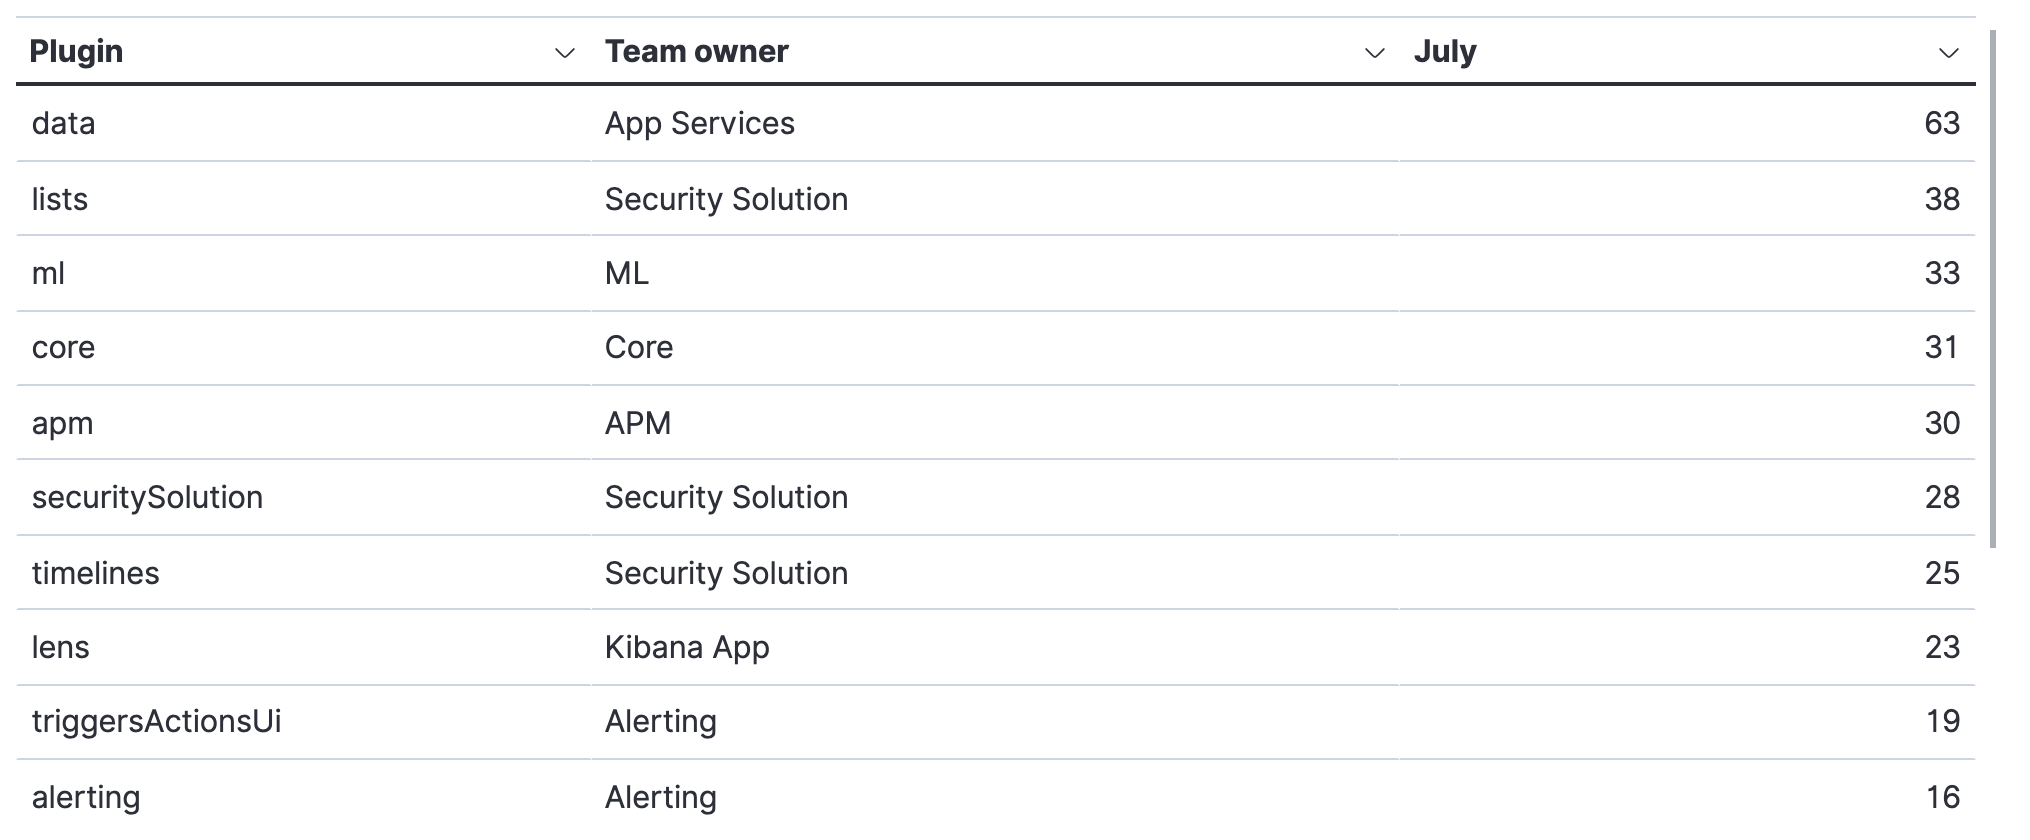 Plugin Team owner July
data App Services 63
lists Security Solution 38
ml ML 33
core Core 31
apm APM 30
securitySolution Security Solution 28
timelines Security Solution 25
lens Kibana App 23
triggersActionsUi Alerting 19
alerting Alerting 16